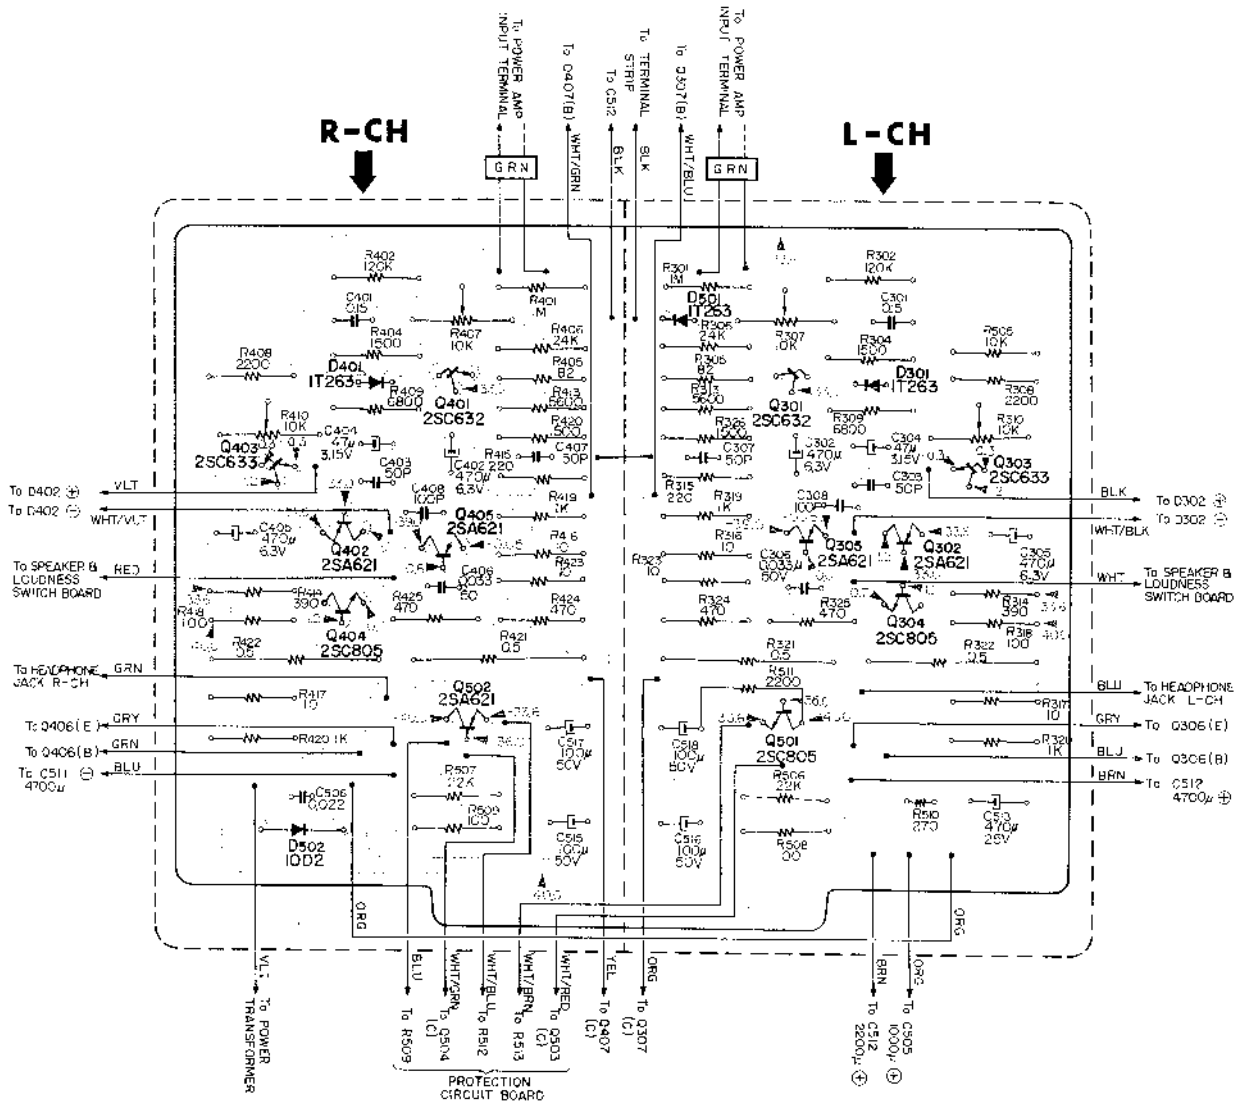 To POWER AMP
INPUT TERMINAL
To Q407(B)
To C512
To TERMINAL
STRIP
To Q307(B)
To POWER AMP
INPUT TERMINAL
R-CH
L-CH
GRN
WHT/GRN
BLK
BLK
WHT/BLU
GRN
R402
120K
C401
0.15
R404
1500
R407
10K
R401
1M
R406
24K
R405
82
R408
2200
D401
1T263
R409
6800
Q401
2SC632
R413
5600
R420
R410
10K
Q403
2SC633
C404
47μ
3.15V
C403
50P
C402
470μ
6.3V
R415
220
C407
50P
R419
1K
C408
100P
Q405
2SA621
Q402
2SA621
C405
470μ
6.3V
R416
10
R423
10
C406
0.033
50
R414
390
R418
100
Q404
2SC805
R425
470
R424
470
R422
0.5
R421
0.5
R417
10
R420 1K
Q502
2SA621
36.0
C517
100μ
50V
R507
22K
R509
100
C515
100μ
50V
C506
0.022
D502
10D2
R301
1M
D501
1T263
R306
24K
R305
82
R313
5600
R307
10K
R302
120K
C301
0.15
R304
1500
R505
10K
D301
1T263
R308
2200
R309
6800
Q301
2SC632
R310
10K
C302
470μ
6.3V
C304
47μ
3.15V
C307
50P
C303
50P
Q303
2SC633
R315
220
R319
1K
C308
100P
R316
10
R323
10
Q305
2SA621
Q302
2SA621
C306
0.033μ
50V
C305
470μ
6.3V
R324
470
R325
470
Q304
2SC805
R314
390
R318
100
R321
0.5
R322
0.5
R511
2200
R317
10
C518
100μ
50V
Q501
2SC805
36.0
1K
R506
22K
R508
100
C516
100μ
50V
R510
270
C513
470μ
25V
To D402 ⊕
VLT
To D402 ⊖
WHT/VLT
To SPEAKER &
LOUDNESS
SWITCH BOARD
RED
To HEADPHONE
JACK R-CH
GRN
To Q406(E)
GRY
To Q406(B)
GRN
To C511 ⊖
4700μ
BLU
BLK
To D302 ⊕
WHT/BLK
To D302 ⊖
WHT
To SPEAKER &
LOUDNESS
SWITCH BOARD
BLU
To HEADPHONE
JACK L-CH
GRY
To Q306(E)
BLU
To Q306(B)
BRN
To C512
4700μ ⊕
ORG
ORG
VLT
To POWER
TRANSFORMER
BLU
To R509
WHT/GRN
To Q504
(C)
WHT/BLU
To R512
WHT/BRN
To R513
WHT/RED
To Q503
(C)
YEL
To Q407
(C)
ORG
To Q307
(C)
BRN
To C512
2200μ ⊕
ORG
To C505
1000μ ⊕
PROTECTION
CIRCUIT BOARD